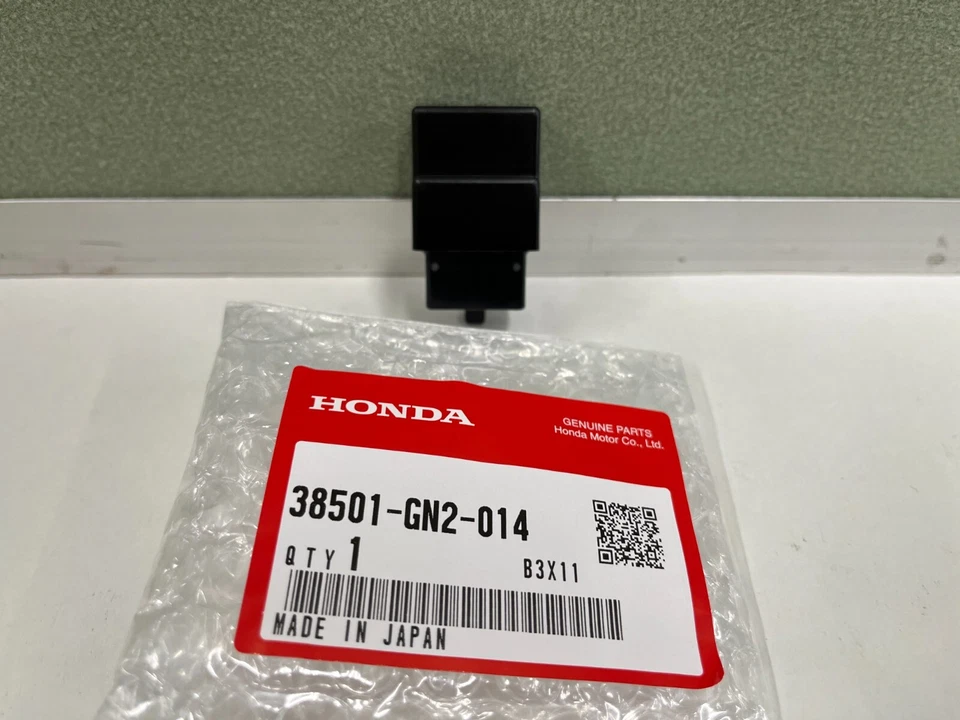 HONDA
GENUINE PARTS
Honda Motor Co., Ltd.
38501-GN2-014
QTY 1
B3X11
MADE IN JAPAN